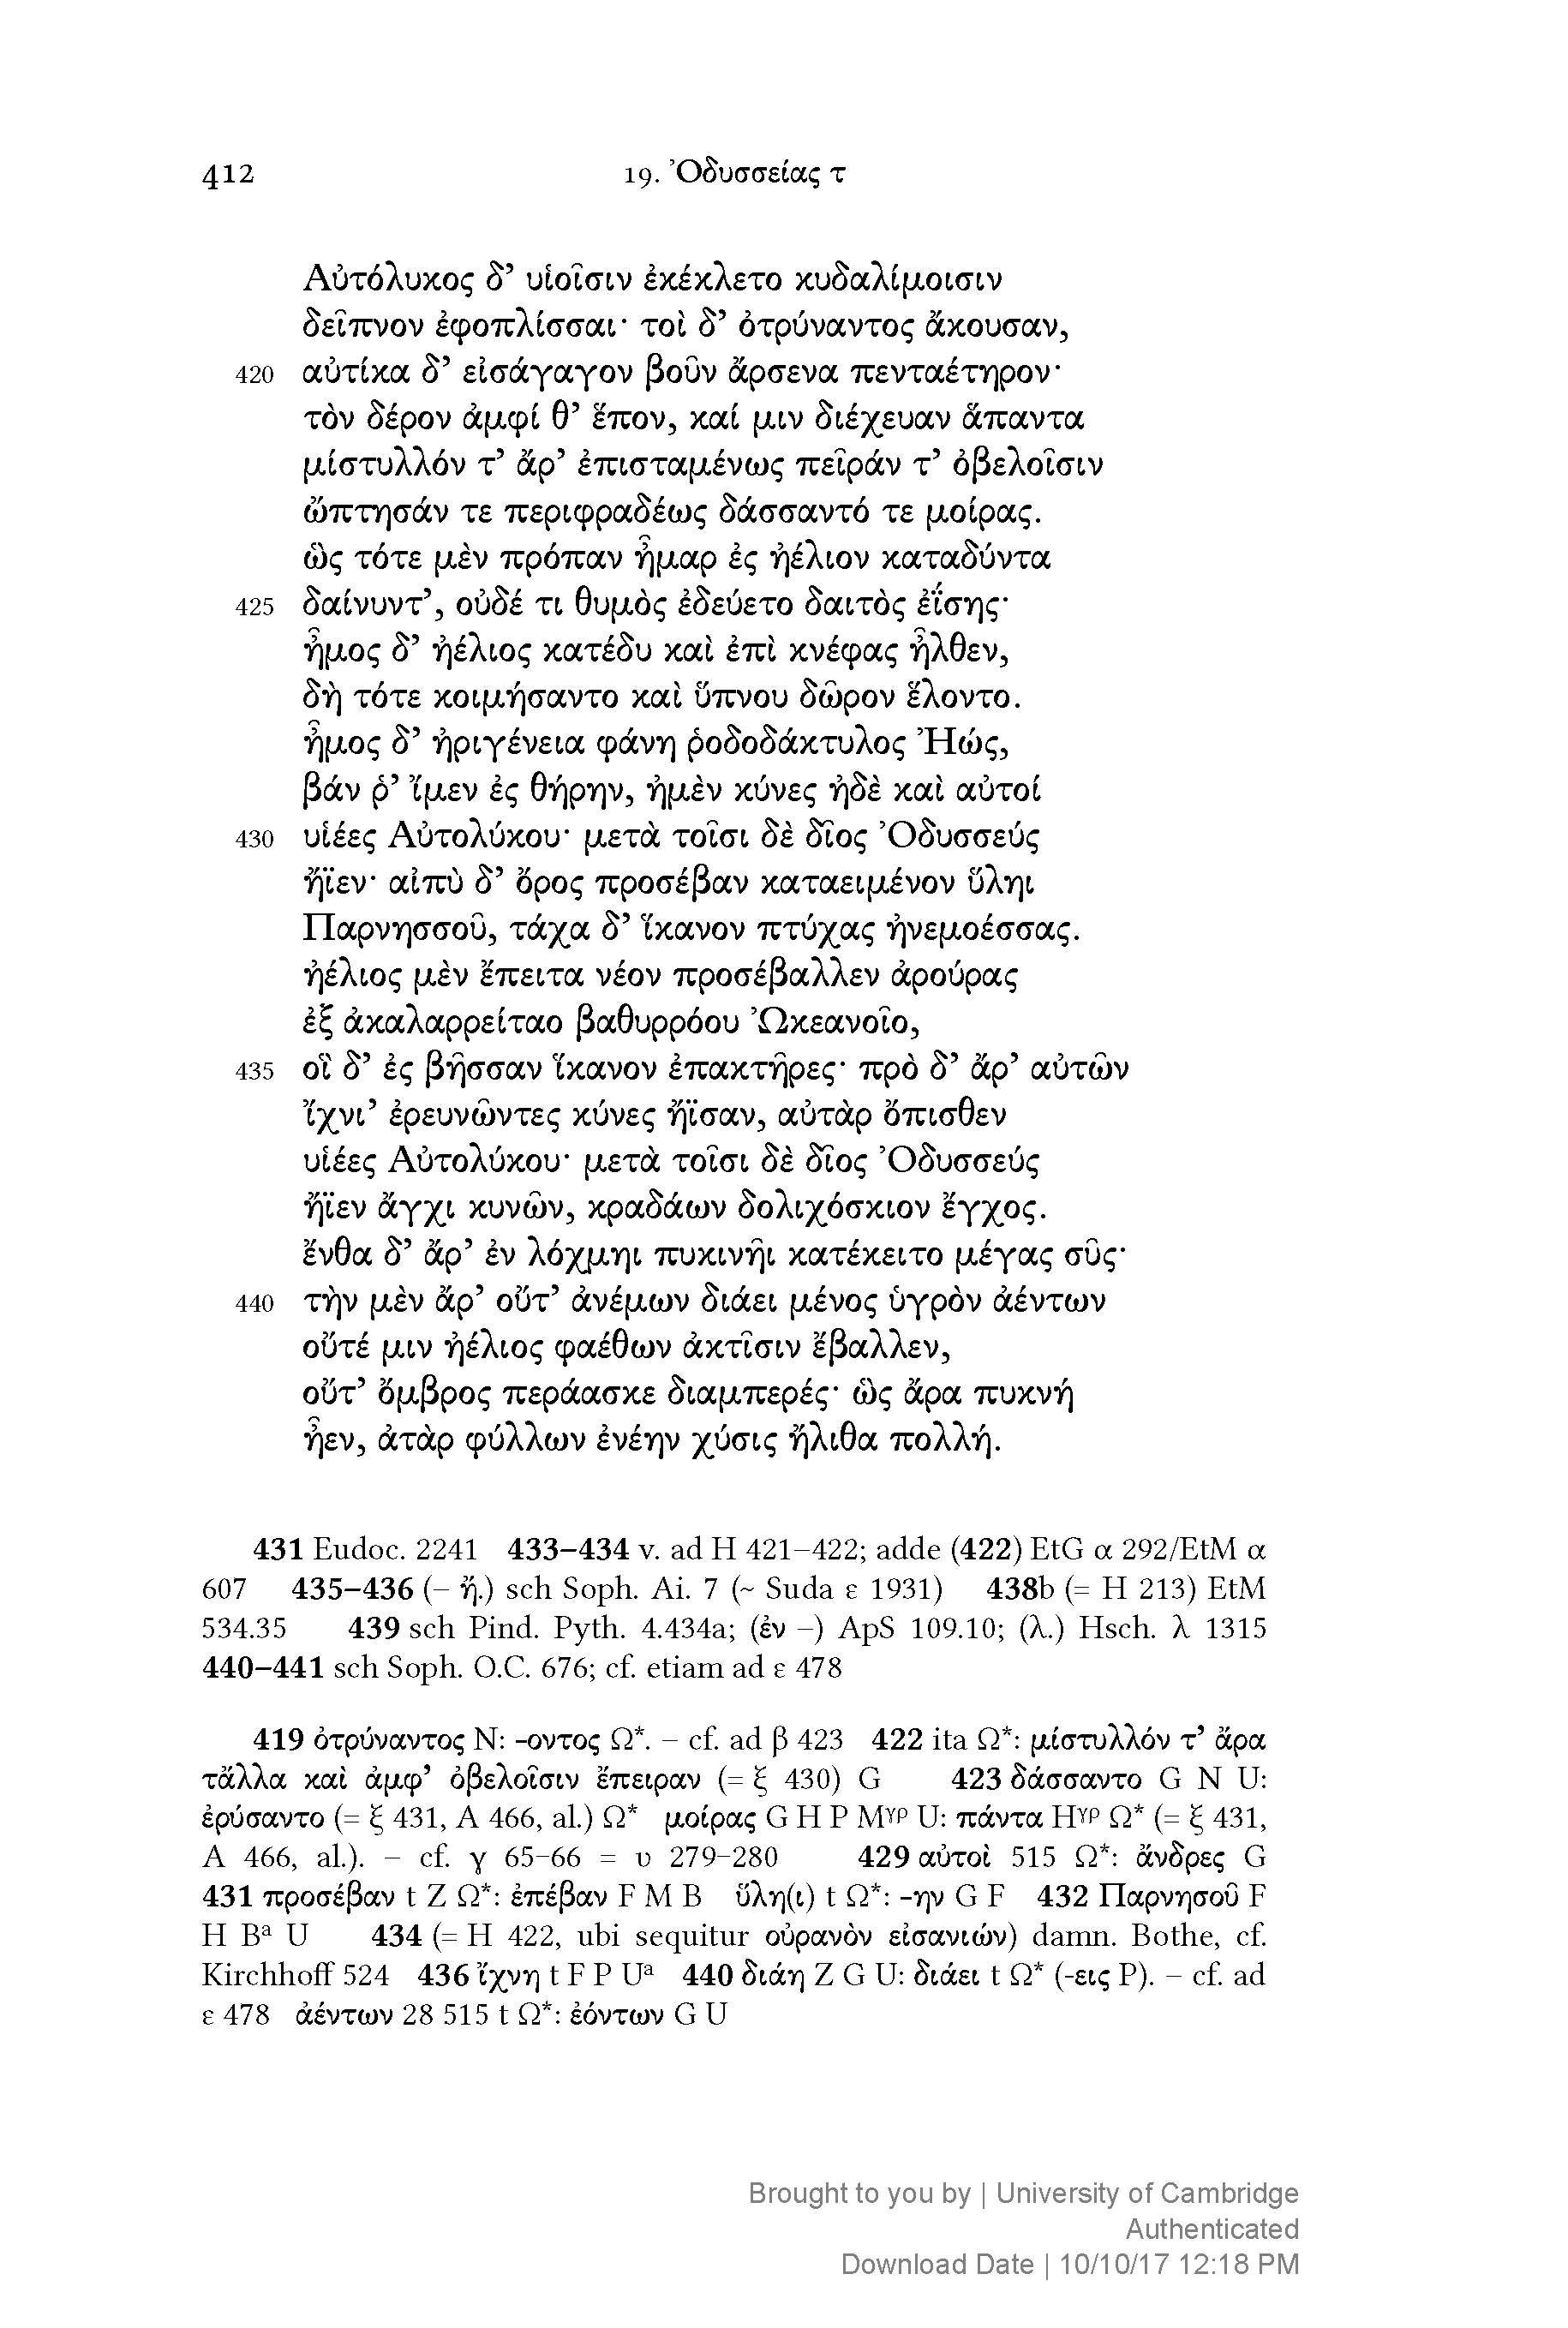 412 19. Ὀδυσσείας τ
Αὐτόλυκος δ’ υἱοῖσιν ἐκέκλετο κυδαλίμοισιν
δεῖπνον ἐφοπλίσσαι· τοὶ δ’ ὀτρύναντος ἄκουσαν,
420 αὐτίκα δ’ εἰσάγαγον βοῦν ἄρσενα πενταέτηρον·
τὸν δέρον ἀμφί θ’ ἕπον, καί μιν διέχευαν ἅπαντα
μίστυλλόν τ’ ἄρ’ ἐπισταμένως πεῖράν τ’ ὀβελοῖσιν
ὤπτησάν τε περιφραδέως δάσσαντό τε μοίρας.
ὣς τότε μὲν πρόπαν ἦμαρ ἐς ἠέλιον καταδύντα
425 δαίνυντ’, οὐδέ τι θυμὸς ἐδεύετο δαιτὸς ἐΐσης·
ἦμος δ’ ἠέλιος κατέδυ καὶ ἐπὶ κνέφας ἦλθεν,
δὴ τότε κοιμήσαντο καὶ ὕπνου δῶρον ἕλοντο.
ἦμος δ’ ἠριγένεια φάνη ῥοδοδάκτυλος Ἠώς,
βάν ῥ’ ἴμεν ἐς θήρην, ἠμὲν κύνες ἠδὲ καὶ αὐτοί
430 υἱέες Αὐτολύκου· μετὰ τοῖσι δὲ δῖος Ὀδυσσεύς
ἤϊεν· αἰπὺ δ’ ὄρος προσέβαν καταειμένον ὕληι
Παρνησσοῦ, τάχα δ’ ἵκανον πτύχας ἠνεμοέσσας.
ἠέλιος μὲν ἔπειτα νέον προσέβαλλεν ἀρούρας
ἐξ ἀκαλαρρείταο βαθυρρόου Ὠκεανοῖο,
435 οἳ δ’ ἐς βῆσσαν ἵκανον ἐπακτῆρες· πρὸ δ’ ἄρ’ αὐτῶν
ἴχνι’ ἐρευνῶντες κύνες ἤϊσαν, αὐτὰρ ὄπισθεν
υἱέες Αὐτολύκου· μετὰ τοῖσι δὲ δῖος Ὀδυσσεύς
ἤϊεν ἄγχι κυνῶν, κραδάων δολιχόσκιον ἔγχος.
ἔνθα δ’ ἄρ’ ἐν λόχμηι πυκινῆι κατέκειτο μέγας σῦς·
440 τὴν μὲν ἄρ’ οὔτ’ ἀνέμων διάει μένος ὑγρὸν ἀέντων
οὔτέ μιν ἠέλιος φαέθων ἀκτῖσιν ἔβαλλεν,
οὔτ’ ὄμβρος περάασκε διαμπερές· ὣς ἄρα πυκνή
ἦεν, ἀτὰρ φύλλων ἐνέην χύσις ἤλιθα πολλή.
431 Eudoc. 2241 433–434 v. ad Η 421–422; adde (422) EtG α 292/EtM α
607 435–436 (– ἤ.) sch Soph. Ai. 7 (~ Suda ε 1931) 438b (= Η 213) EtM
534.35 439 sch Pind. Pyth. 4.434a; (ἐν –) ApS 109.10; (λ.) Hsch. λ 1315
440–441 sch Soph. O.C. 676; cf. etiam ad ε 478
419 ὀτρύναντος N: -οντος Ω*. – cf. ad β 423 422 ita Ω*: μίστυλλόν τ’ ἄρα
τἄλλα καὶ ἀμφ’ ὀβελοῖσιν ἔπειραν (= ξ 430) G 423 δάσσαντο G N U:
ἐρύσαντο (= ξ 431, Α 466, al.) Ω* μοίρας G H P Mγρ U: πάντα Hγρ Ω* (= ξ 431,
Α 466, al.). – cf. γ 65–66 = υ 279–280 429 αὐτοὶ 515 Ω*: ἄνδρες G
431 προσέβαν t Z Ω*: ἐπέβαν F M B ὕλη(ι) t Ω*: -ην G F 432 Παρνησοῦ F
H Ba U 434 (= Η 422, ubi sequitur οὐρανὸν εἰσανιών) damn. Bothe, cf.
Kirchhoff 524 436 ἴχνη t F P Ua 440 διάη Z G U: διάει t Ω* (-εις P). – cf. ad
ε 478 ἀέντων 28 515 t Ω*: ἐόντων G U
Brought to you by | University of Cambridge
Authenticated
Download Date | 10/10/17 12:18 PM